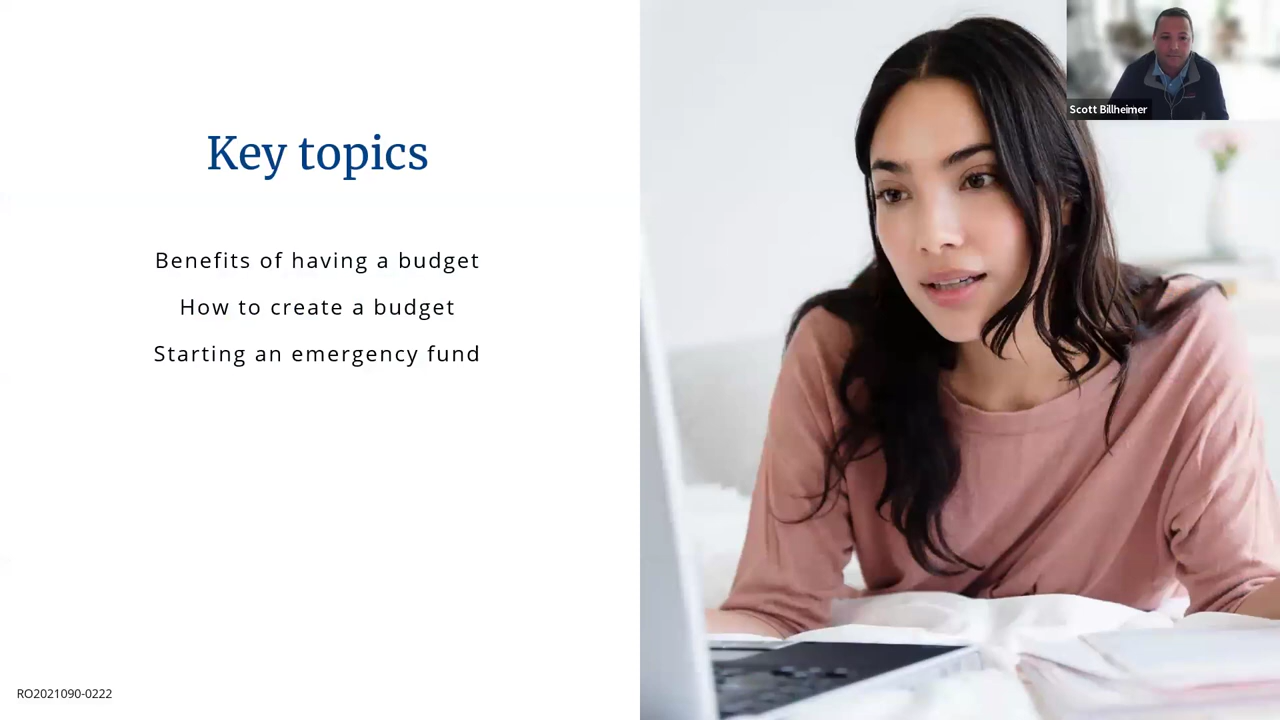 Key topics
Benefits of having a budget
How to create a budget
Starting an emergency fund
RO2021090-0222
Scott Billheimer